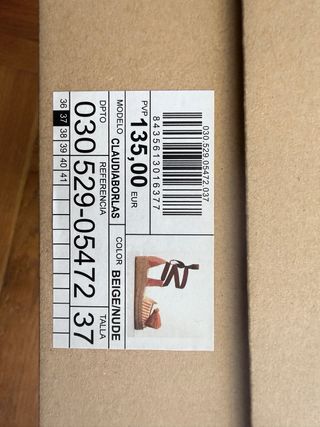 030.529.05472.037
8435613016377
PVP 135,00 EUR
MODELO CLAUDIABORLAS COLOR BEIGE/NUDE
DPTO REFERENCIA TALLA
030 529-05472 37
36 37 38 39 40 41